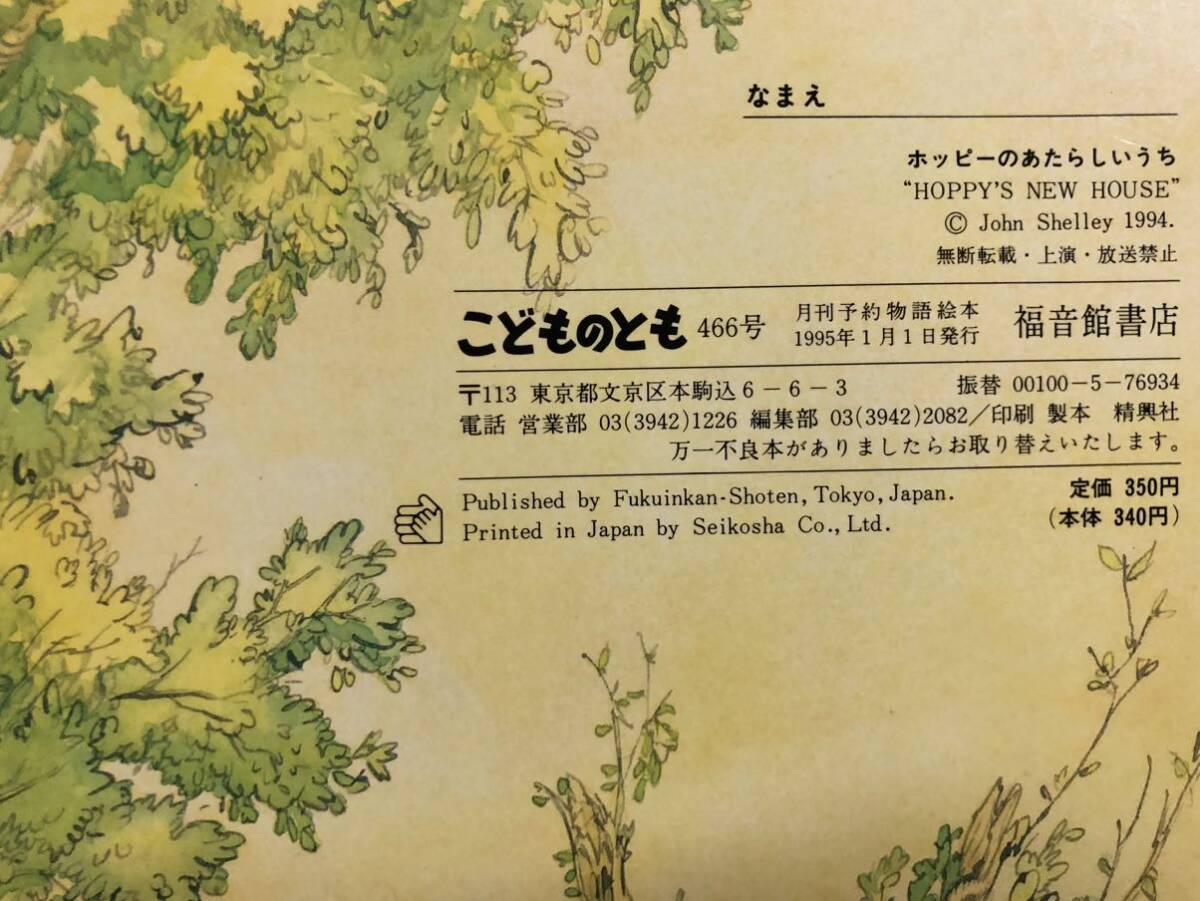 なまえ
ホッピーのあたらしいうち
“HOPPY'S NEW HOUSE”
© John Shelley 1994.
無断転載・上演・放送禁止
こどものとも 466号 月刊予約物語絵本 福音館書店
1995年1月1日発行
〒113 東京都文京区本駒込6－6－3 振替 00100－5－76934
電話 営業部 03(3942)1226 編集部 03(3942)2082／印刷 製本 精興社
万一不良本がありましたらお取り替えいたします。
Published by Fukuinkan-Shoten, Tokyo, Japan. 定価 350円
Printed in Japan by Seikosha Co., Ltd. (本体 340円)